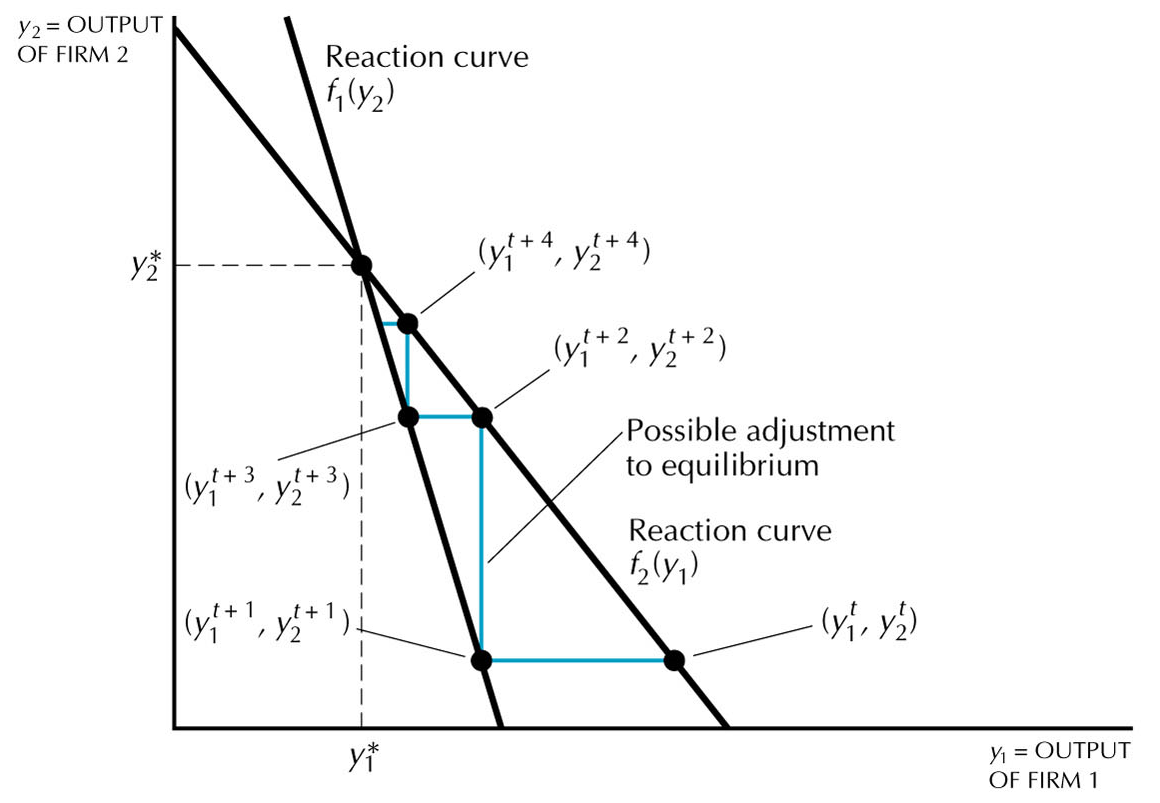 y₂ = OUTPUT
OF FIRM 2
Reaction curve
f₁(y₂)
y₂*
(y₁ᵗ⁺⁴, y₂ᵗ⁺⁴)
(y₁ᵗ⁺², y₂ᵗ⁺²)
Possible adjustment
to equilibrium
(y₁ᵗ⁺³, y₂ᵗ⁺³)
Reaction curve
f₂(y₁)
(y₁ᵗ⁺¹, y₂ᵗ⁺¹)
(y₁ᵗ, y₂ᵗ)
y₁*
y₁ = OUTPUT
OF FIRM 1